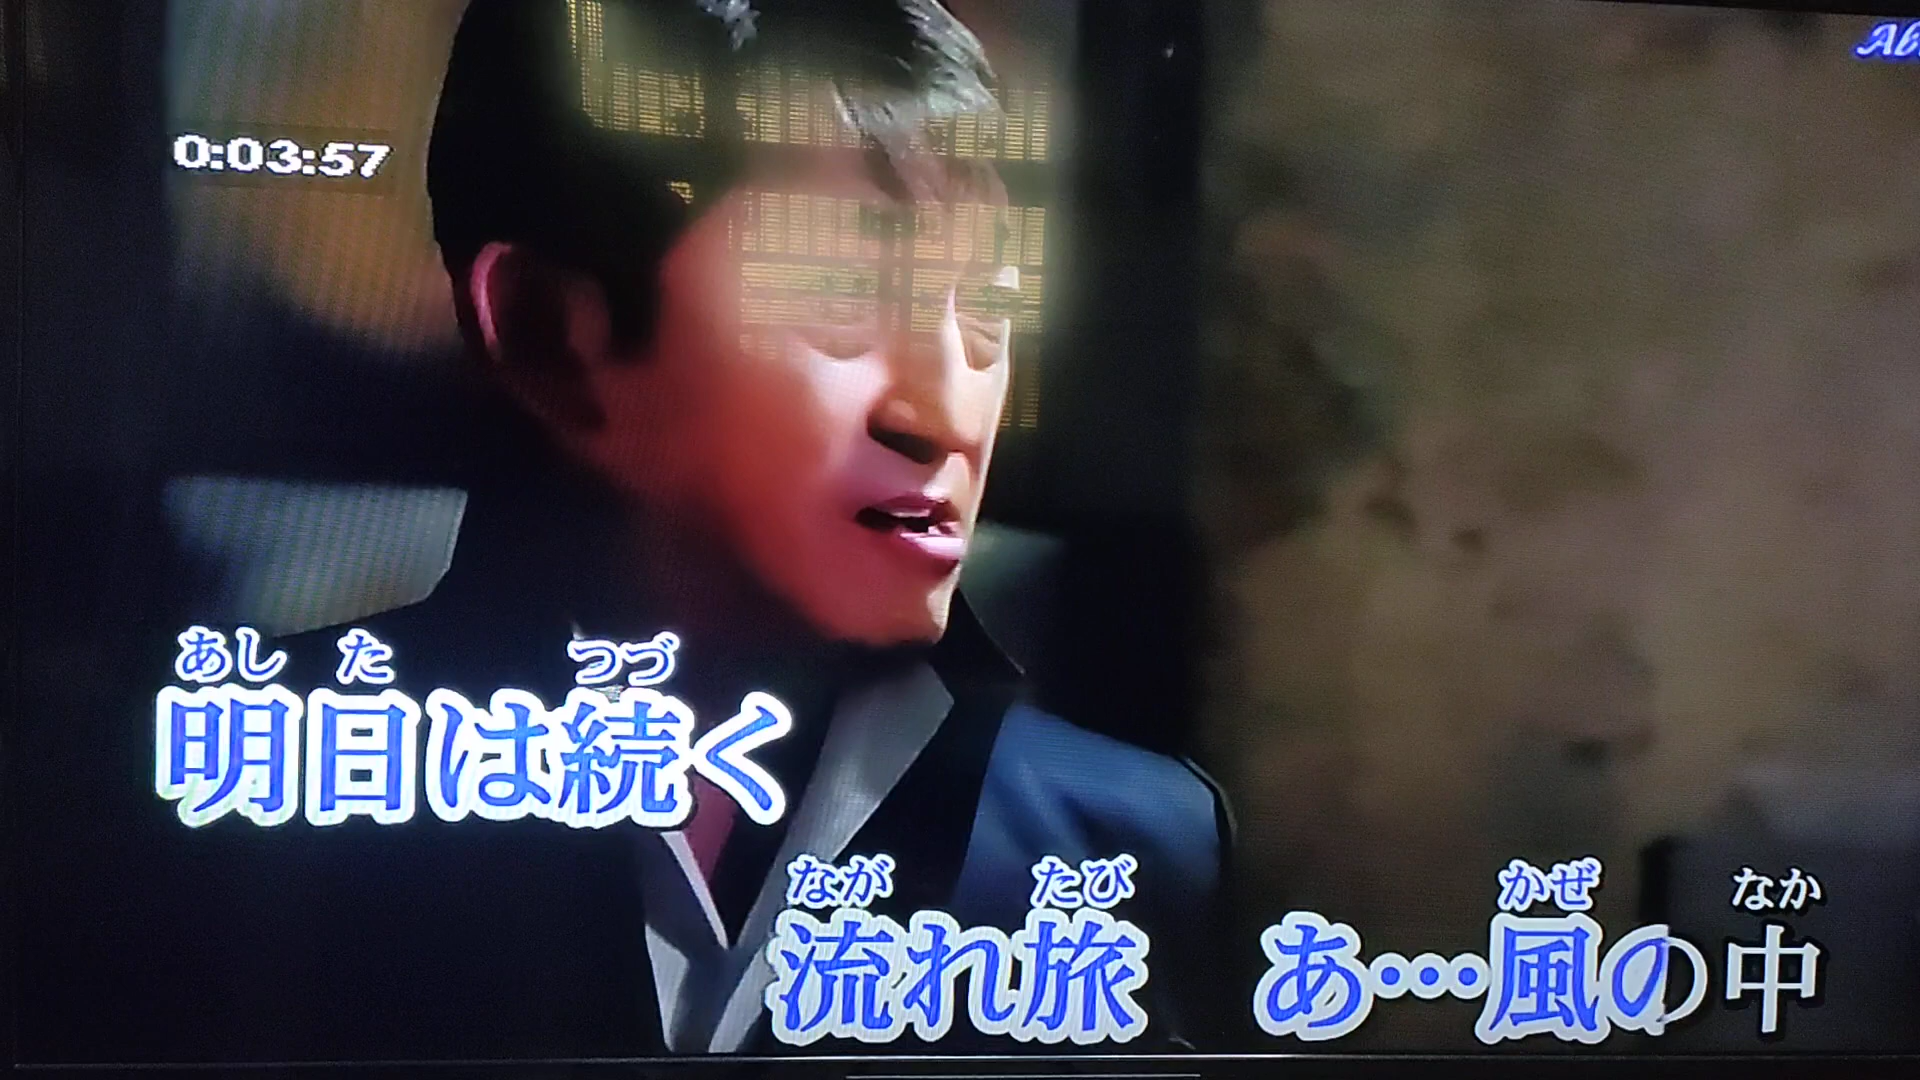 Ab
0:03:57
あした つづ
明日は続く
なが たび かぜ なか
流れ旅 あ…風の中